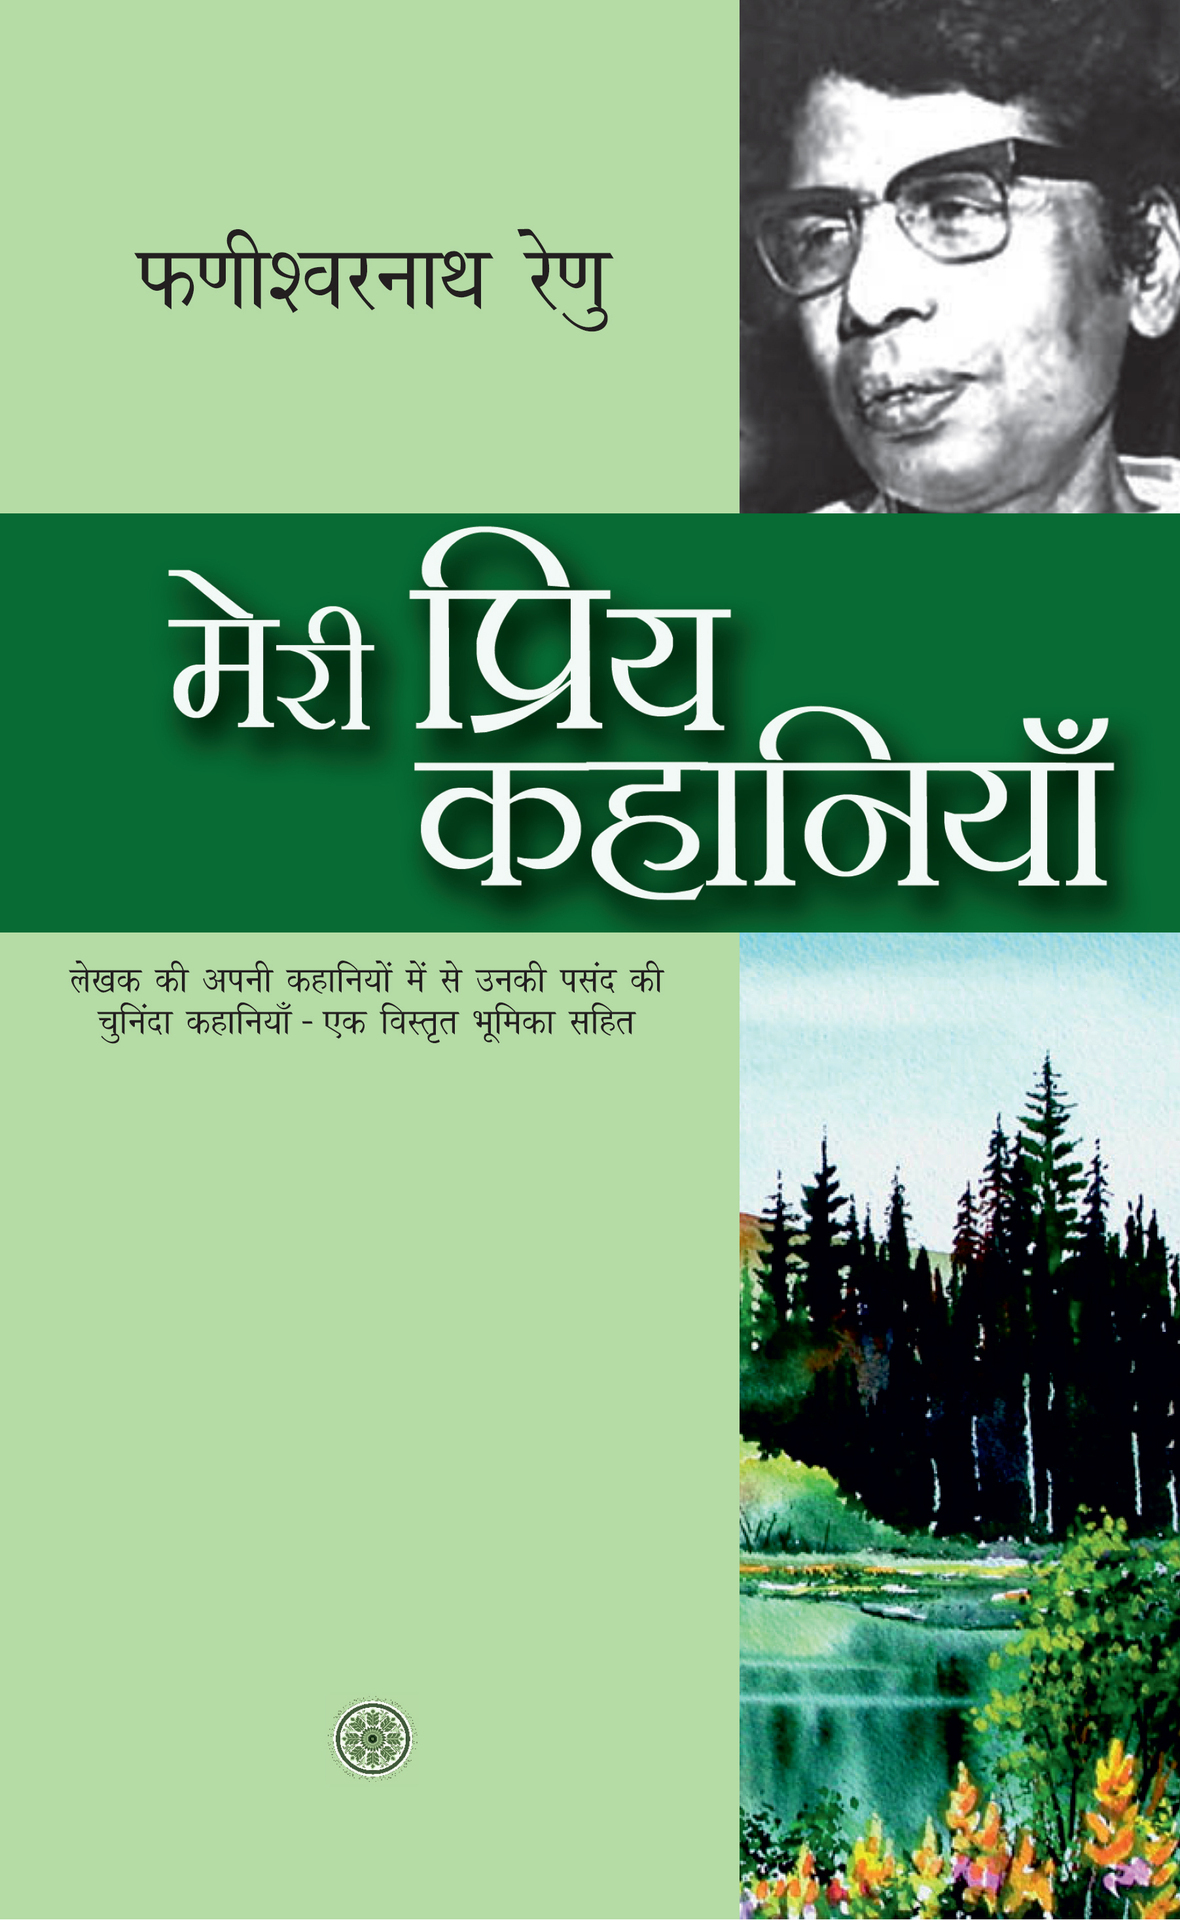 फणीश्वरनाथ रेणु
मेरी प्रिय
कहानियाँ
लेखक की अपनी कहानियों में से उनकी पसंद की
चुनिंदा कहानियाँ - एक विस्तृत भूमिका सहित